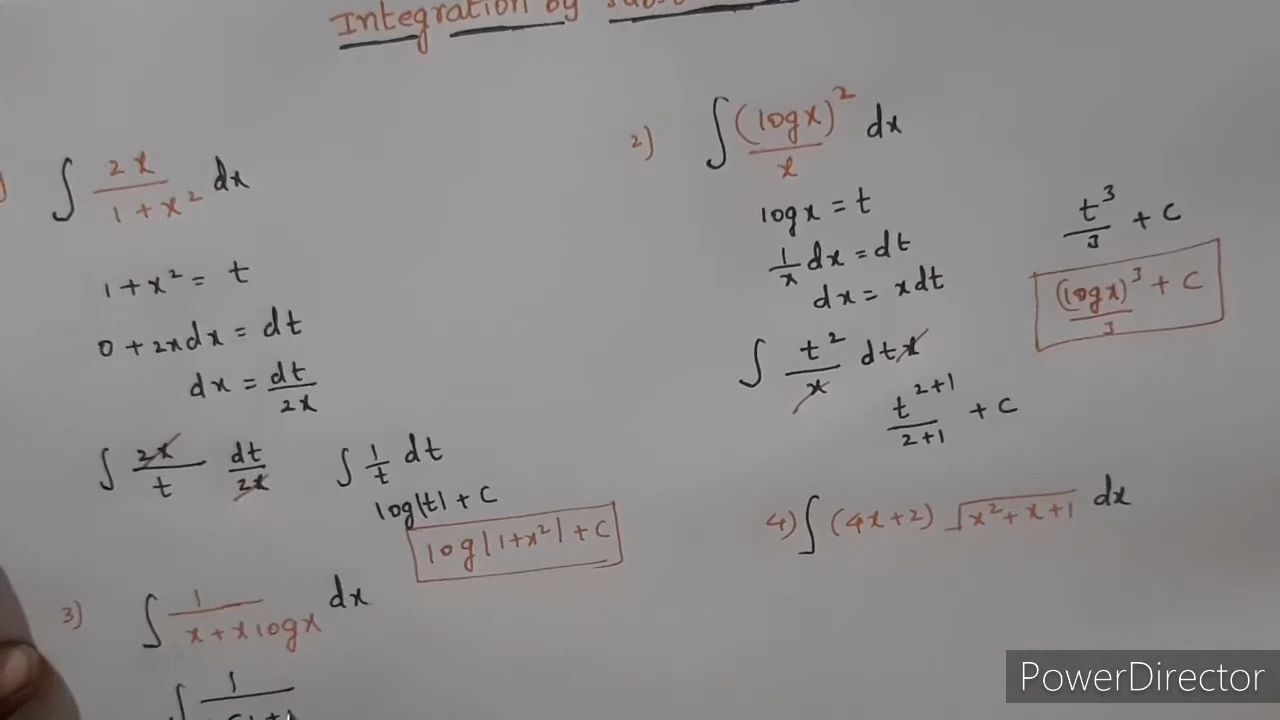 Integration by
∫ 2x / 1+x² dx
1+x² = t
0 + 2x dx = dt
dx = dt / 2x
∫ 2x / t dt / 2x
∫ 1/t dt
log|t| + c
log|1+x²| + c
2) ∫ (log x)² / x dx
log x = t
1/x dx = dt
dx = x dt
∫ t² / x dt x
t²⁺¹ / 2+1 + c
t³ / 3 + c
(log x)³ / 3 + c
3) ∫ 1 / x + x log x dx
∫ 1
4) ∫ (4x+2) √x²+x+1 dx
PowerDirector